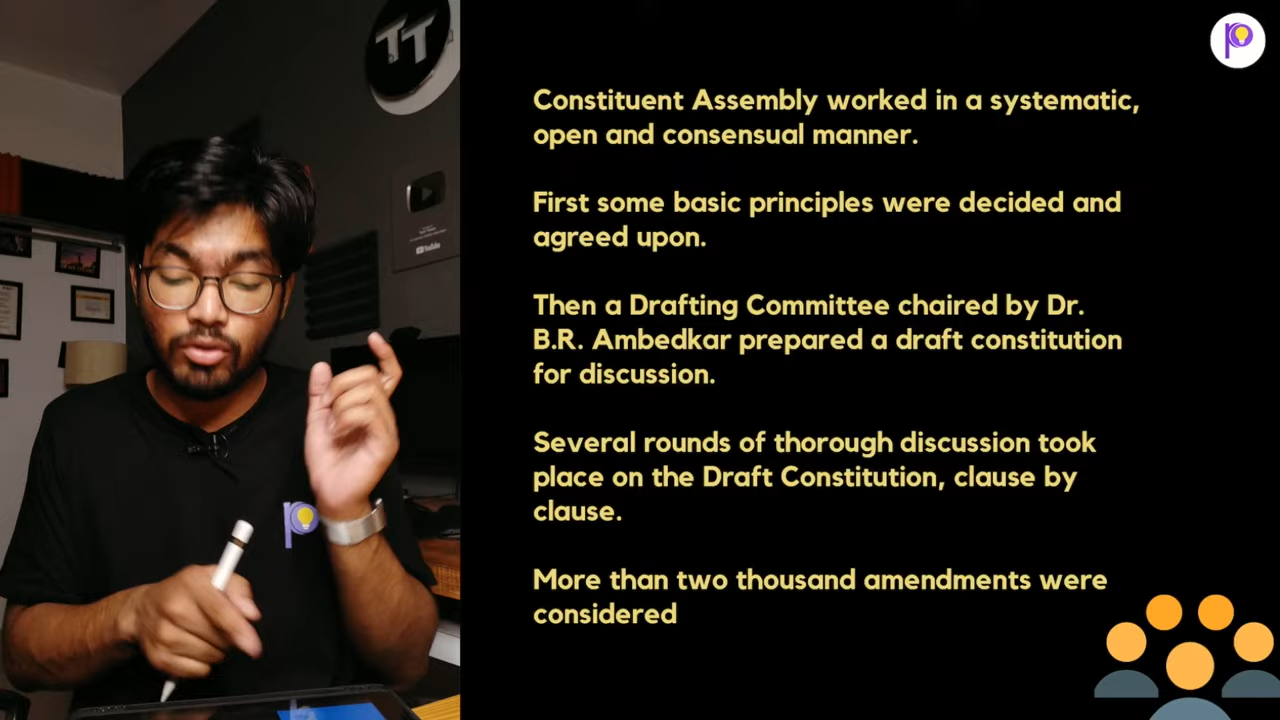 TT
YouTube
Constituent Assembly worked in a systematic,
open and consensual manner.
First some basic principles were decided and
agreed upon.
Then a Drafting Committee chaired by Dr.
B.R. Ambedkar prepared a draft constitution
for discussion.
Several rounds of thorough discussion took
place on the Draft Constitution, clause by
clause.
More than two thousand amendments were
considered